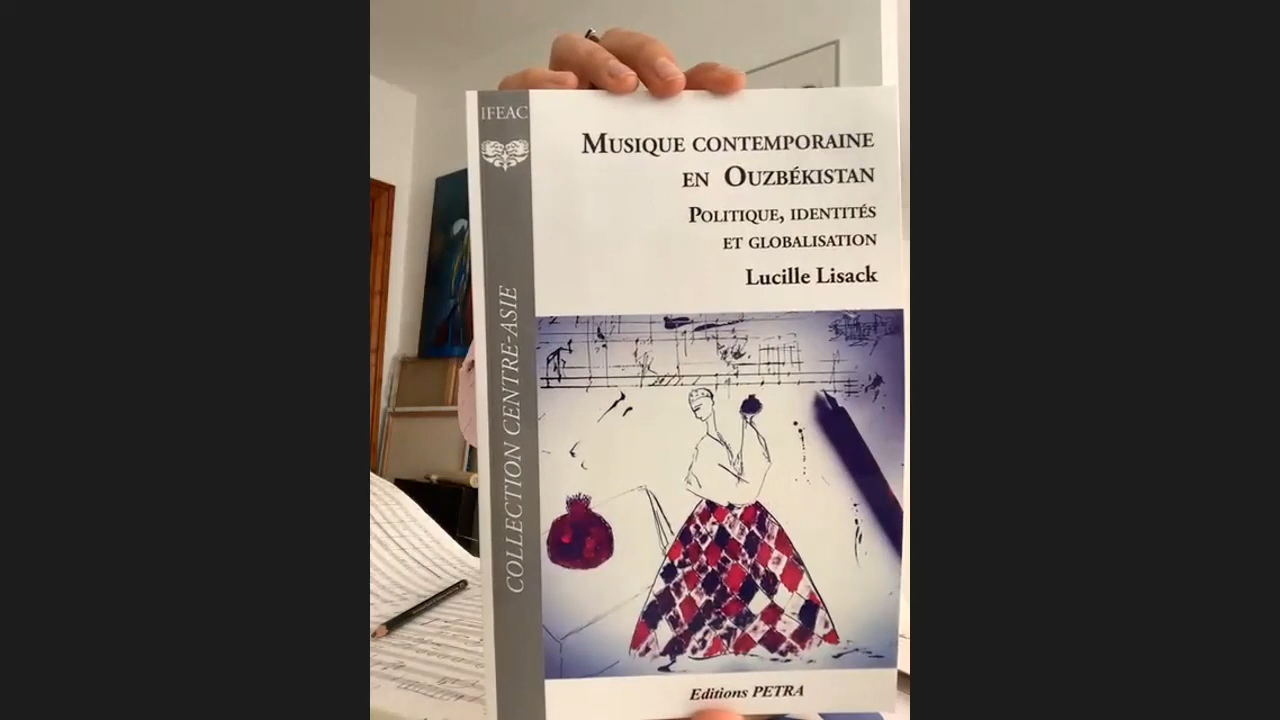 IFEAC
MUSIQUE CONTEMPORAINE
EN OUZBÉKISTAN
POLITIQUE, IDENTITÉS
ET GLOBALISATION
Lucille Lisack
COLLECTION CENTRE-ASIE
Editions PETRA